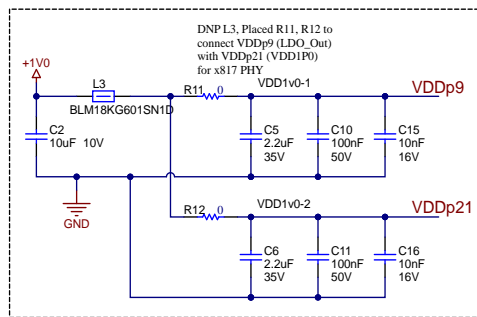 DNP L3, Placed R11, R12 to
connect VDDp9 (LDO_Out)
with VDDp21 (VDD1P0)
for x817 PHY
+1V0
L3
BLM18KG601SN1D
R11 0
VDD1v0-1
VDDp9
C2
10uF 10V
C5
2.2uF
35V
C10
100nF
50V
C15
10nF
16V
GND
R12 0
VDD1v0-2
VDDp21
C6
2.2uF
35V
C11
100nF
50V
C16
10nF
16V